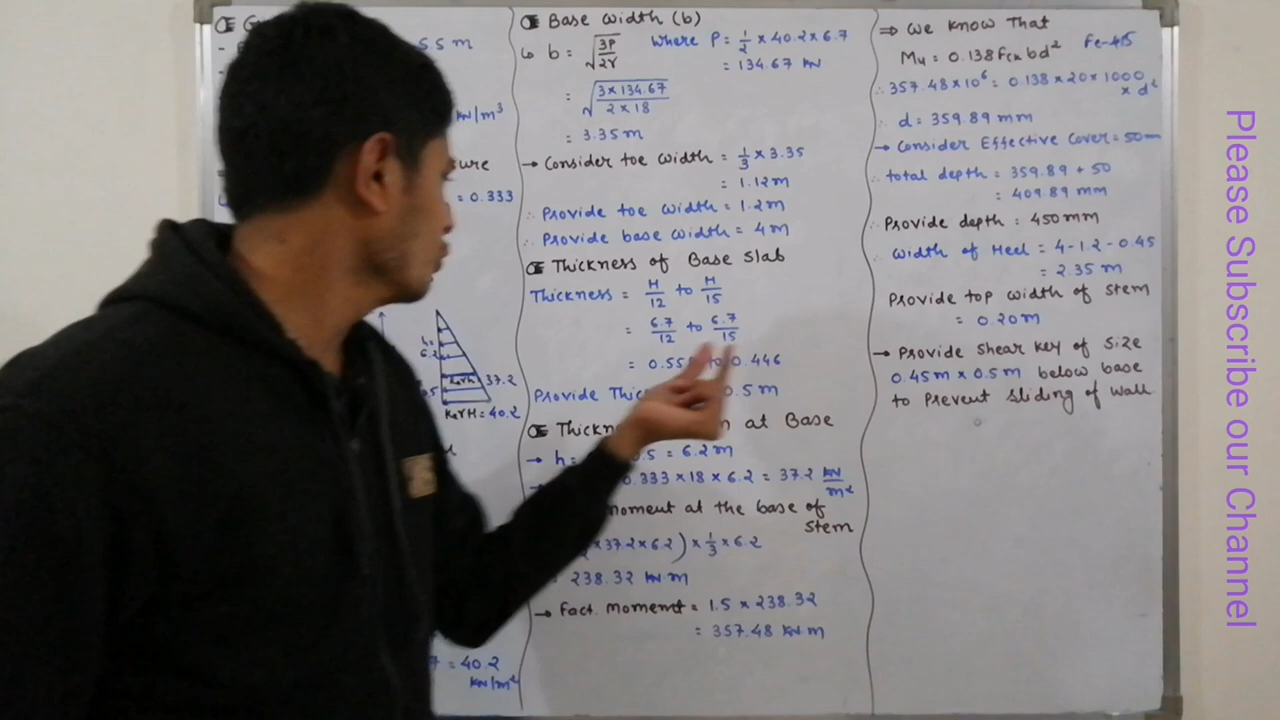 5.5 m
kN/m³
ure
= 0.333
h =
6.2
37.2
KaγH = 40.2
= 40.2
kN/m²
Base width (b)
↳ b = √(3P/2γ) where P = 1/2 × 40.2 × 6.7
= 134.67 kN
= √(3 × 134.67 / 2 × 18)
= 3.35 m
→ Consider toe width = 1/3 × 3.35
= 1.12 m
∴ Provide toe width = 1.2 m
∴ Provide base width = 4 m
Thickness of Base Slab
Thickness = H/12 to H/15
= 6.7/12 to 6.7/15
= 0.55 to 0.446
Provide Thic 0.5 m
Thickn at Base
→ h = 0.5 = 6.2 m
0.333 × 18 × 6.2 = 37.2 kN/m²
moment at the base of
stem
× 37.2 × 6.2) × 1/3 × 6.2
238.32 kN·m
→ Fact. moment = 1.5 × 238.32
= 357.48 kN·m
⇒ We know That
Mu = 0.138 fck bd² Fe-415
∴ 357.48 × 10⁶ = 0.138 × 20 × 1000
× d²
∴ d = 359.89 mm
→ Consider Effective Cover = 50mm
∴ total depth = 359.89 + 50
= 409.89 mm
∴ Provide depth = 450 mm
∴ width of Heel = 4 - 1.2 - 0.45
= 2.35 m
Provide top width of stem
= 0.20 m
→ Provide Shear key of Size
0.45 m × 0.5 m below base
to Prevent sliding of wall
Please Subscribe our Channel